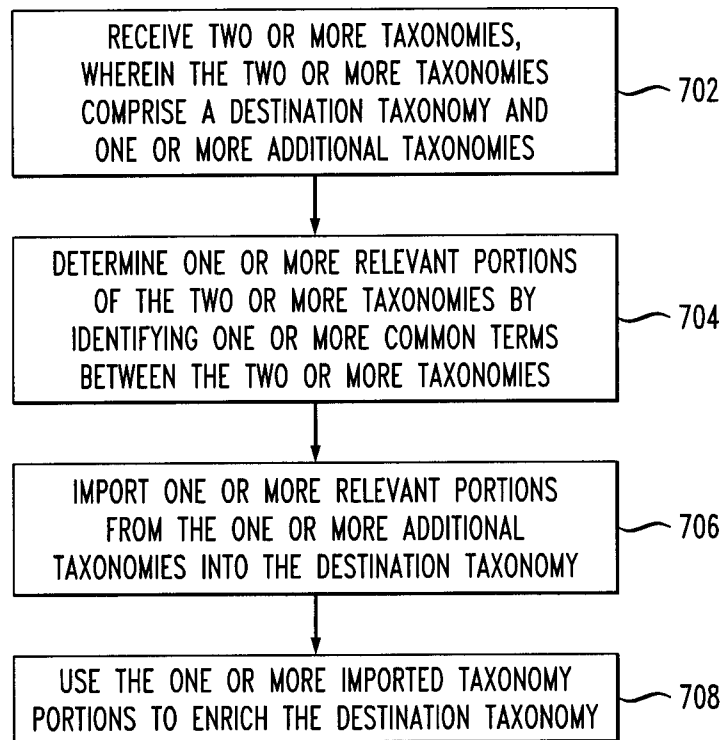 RECEIVE TWO OR MORE TAXONOMIES,
WHEREIN THE TWO OR MORE TAXONOMIES
COMPRISE A DESTINATION TAXONOMY AND
ONE OR MORE ADDITIONAL TAXONOMIES
702
DETERMINE ONE OR MORE RELEVANT PORTIONS
OF THE TWO OR MORE TAXONOMIES BY
IDENTIFYING ONE OR MORE COMMON TERMS
BETWEEN THE TWO OR MORE TAXONOMIES
704
IMPORT ONE OR MORE RELEVANT PORTIONS
FROM THE ONE OR MORE ADDITIONAL
TAXONOMIES INTO THE DESTINATION TAXONOMY
706
USE THE ONE OR MORE IMPORTED TAXONOMY
PORTIONS TO ENRICH THE DESTINATION TAXONOMY
708